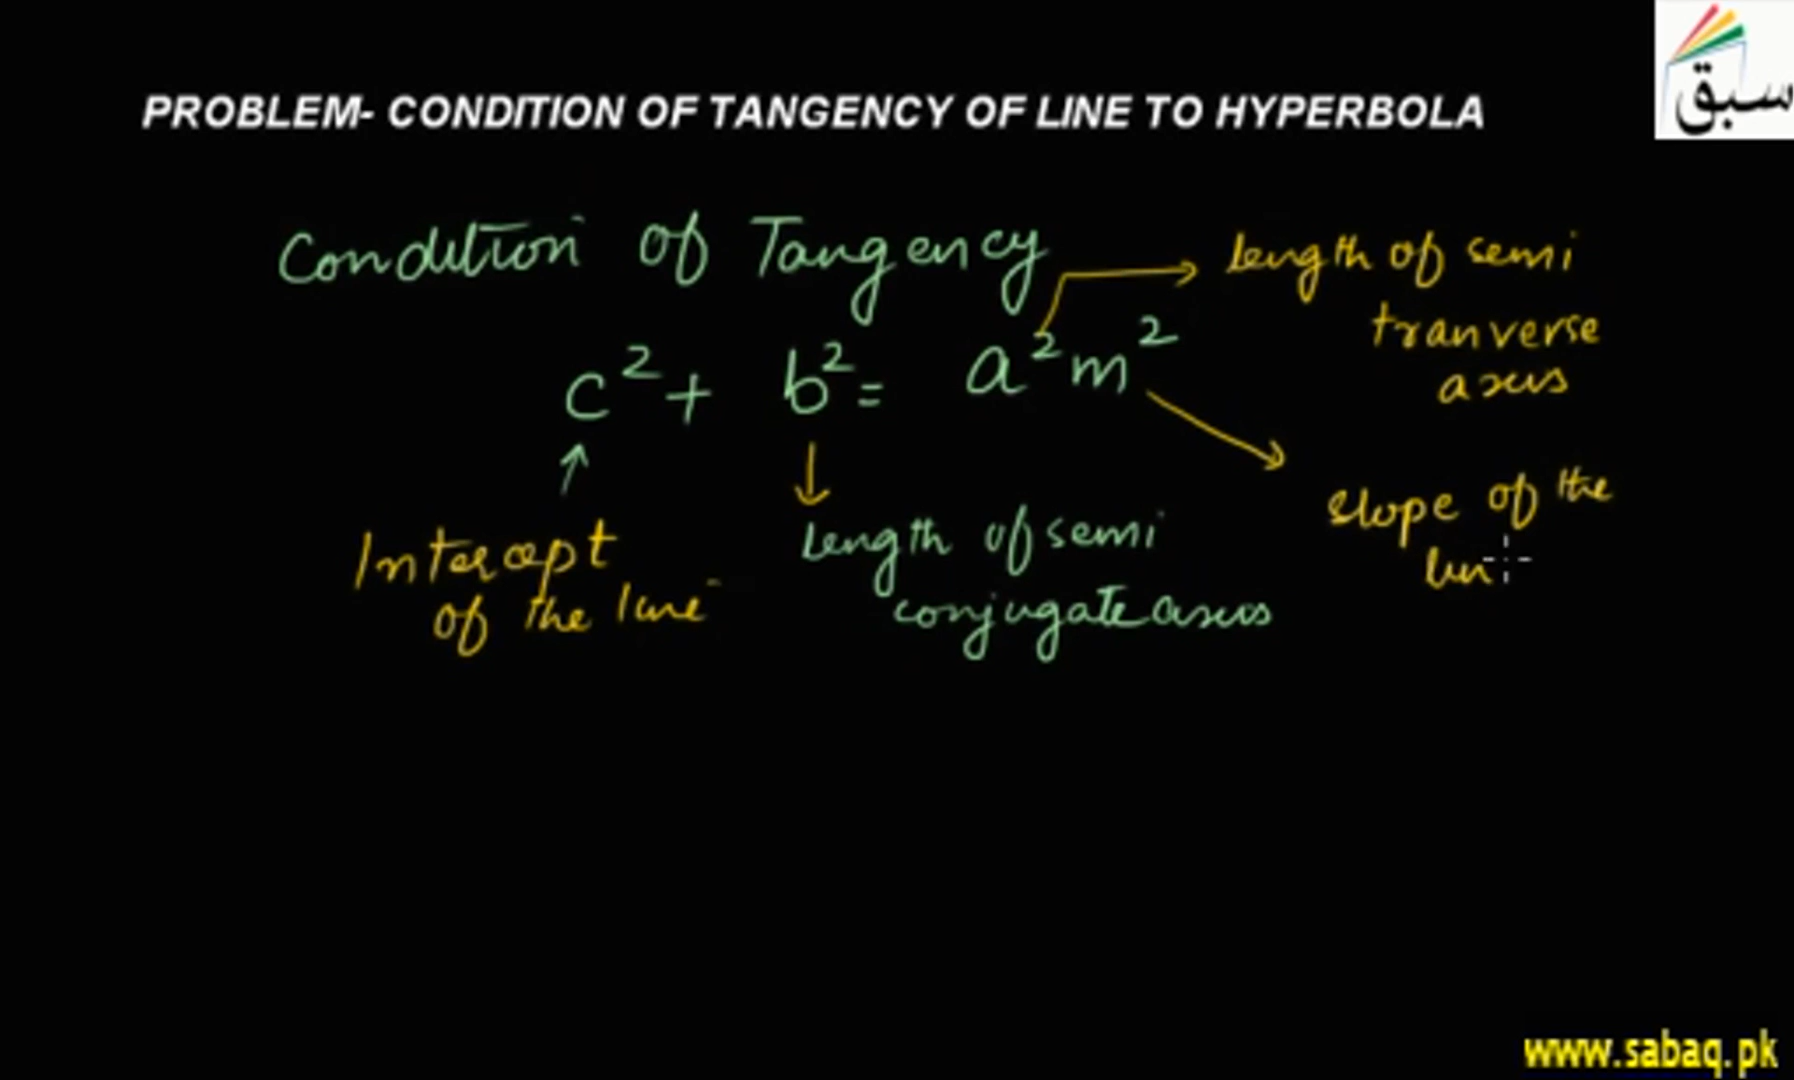 PROBLEM- CONDITION OF TANGENCY OF LINE TO HYPERBOLA
سبق
Condition of Tangency
c² + b² = a²m²
length of semi
tranverse
axis
slope of the
lin
Intercept
of the line
length of semi
conjugate axis
www.sabaq.pk